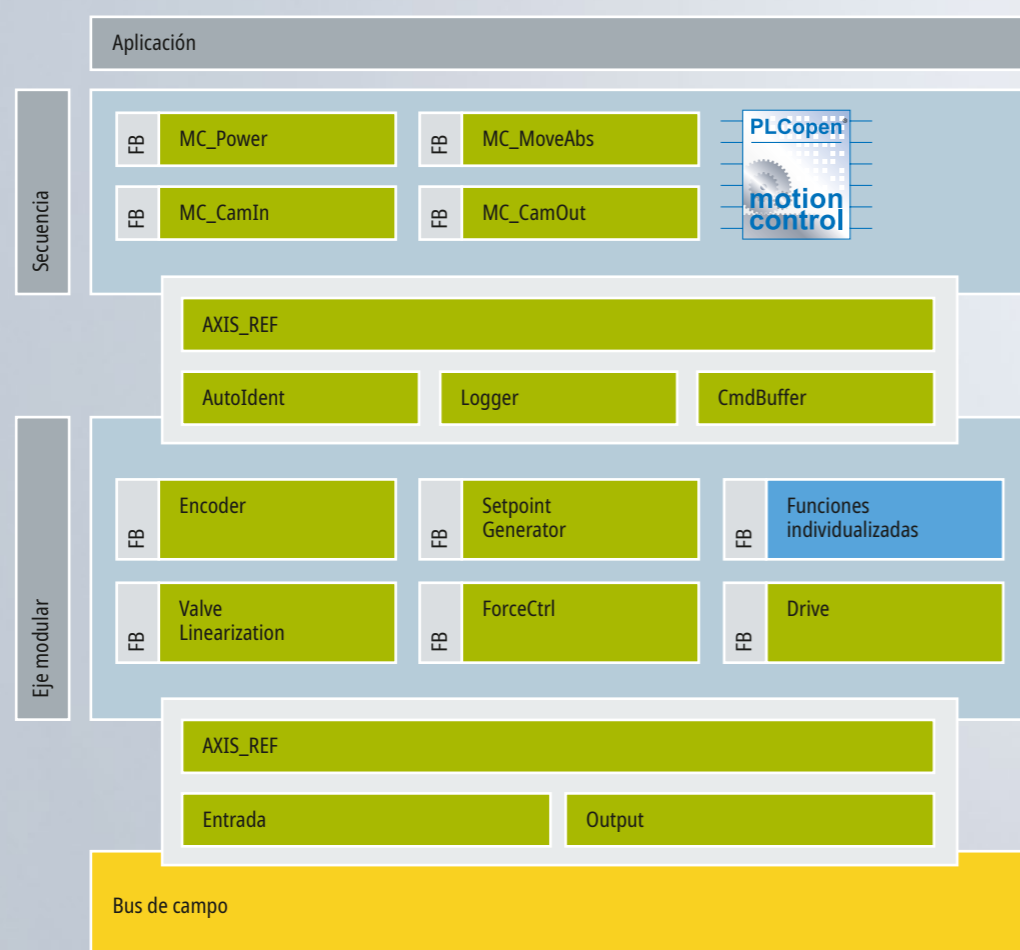 Aplicación
Secuencia
FB MC_Power
FB MC_MoveAbs
PLCopen®
motion
control
FB MC_CamIn
FB MC_CamOut
AXIS_REF
AutoIdent
Logger
CmdBuffer
Eje modular
FB Encoder
FB Setpoint
Generator
FB Funciones
individualizadas
FB Valve
Linearization
FB ForceCtrl
FB Drive
AXIS_REF
Entrada
Output
Bus de campo